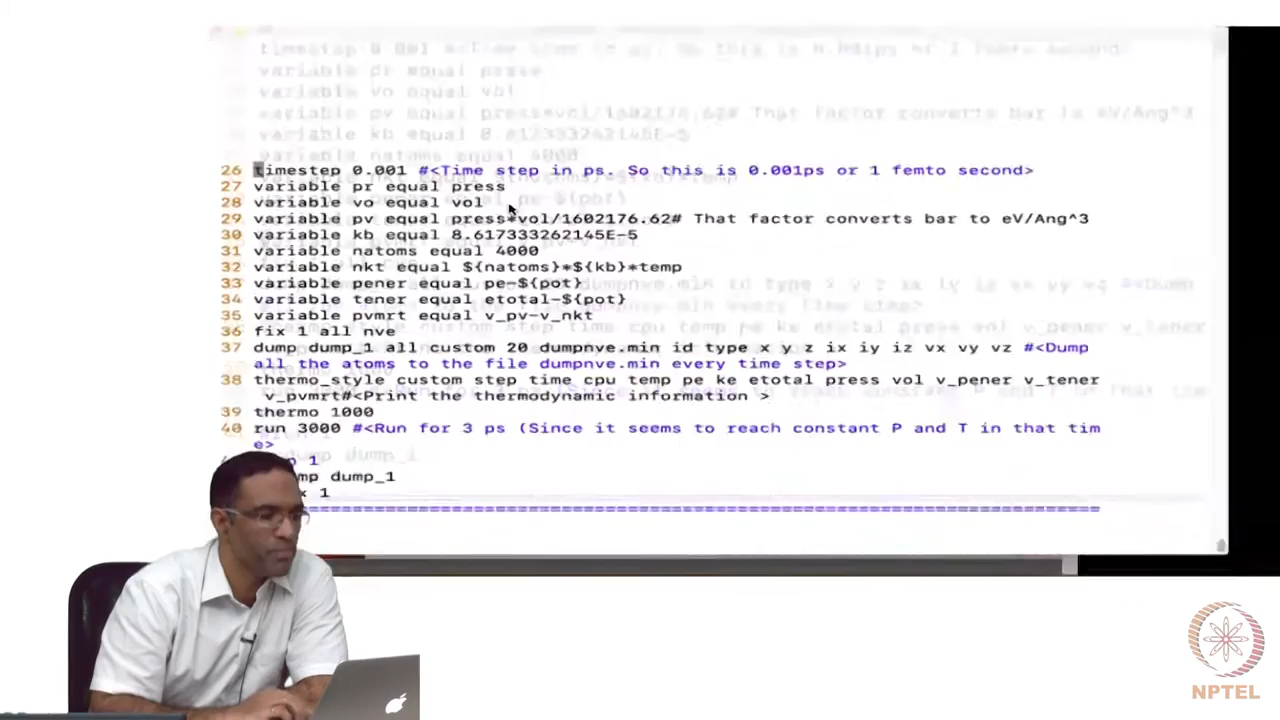 26 timestep 0.001 #<Time step in ps. So this is 0.001ps or 1 femto second>
27 variable pr equal press
28 variable vo equal vol
29 variable pv equal press*vol/1602176.62# That factor converts bar to eV/Ang^3
30 variable kb equal 8.617333262145E-5
31 variable natoms equal 4000
32 variable nkt equal ${natoms}*${kb}*temp
33 variable pener equal pe-${pot}
34 variable tener equal etotal-${pot}
35 variable pvmrt equal v_pv-v_nkt
36 fix 1 all nve
37 dump dump_1 all custom 20 dumpnve.min id type x y z ix iy iz vx vy vz #<Dump
all the atoms to the file dumpnve.min every time step>
38 thermo_style custom step time cpu temp pe ke etotal press vol v_pener v_tener
v_pvmrt#<Print the thermodynamic information >
39 thermo 1000
40 run 3000 #<Run for 3 ps (Since it seems to reach constant P and T in that tim
e>
1
mp dump_1
x 1
NPTEL